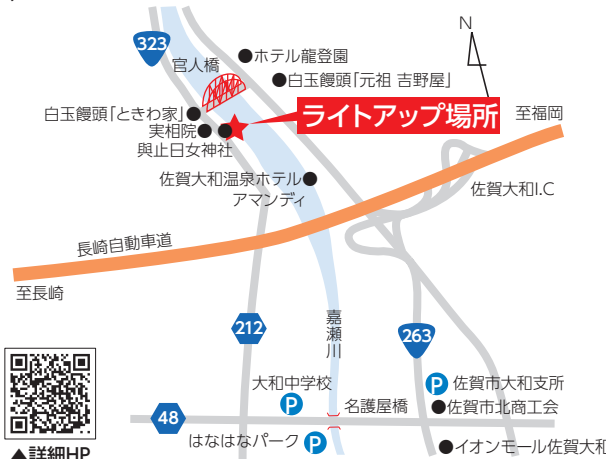 323
N
官人橋
●ホテル龍登園
●白玉饅頭「元祖 吉野屋」
白玉饅頭「ときわ家」●
ライトアップ場所
至福岡
実相院●
與止日女神社
佐賀大和温泉ホテル●
アマンディ
佐賀大和I.C
長崎自動車道
至長崎
212
嘉瀬川
263
大和中学校
P
P 佐賀市大和支所
48
名護屋橋
●佐賀市北商工会
はなはなパーク P
●イオンモール佐賀大和
▲詳細HP